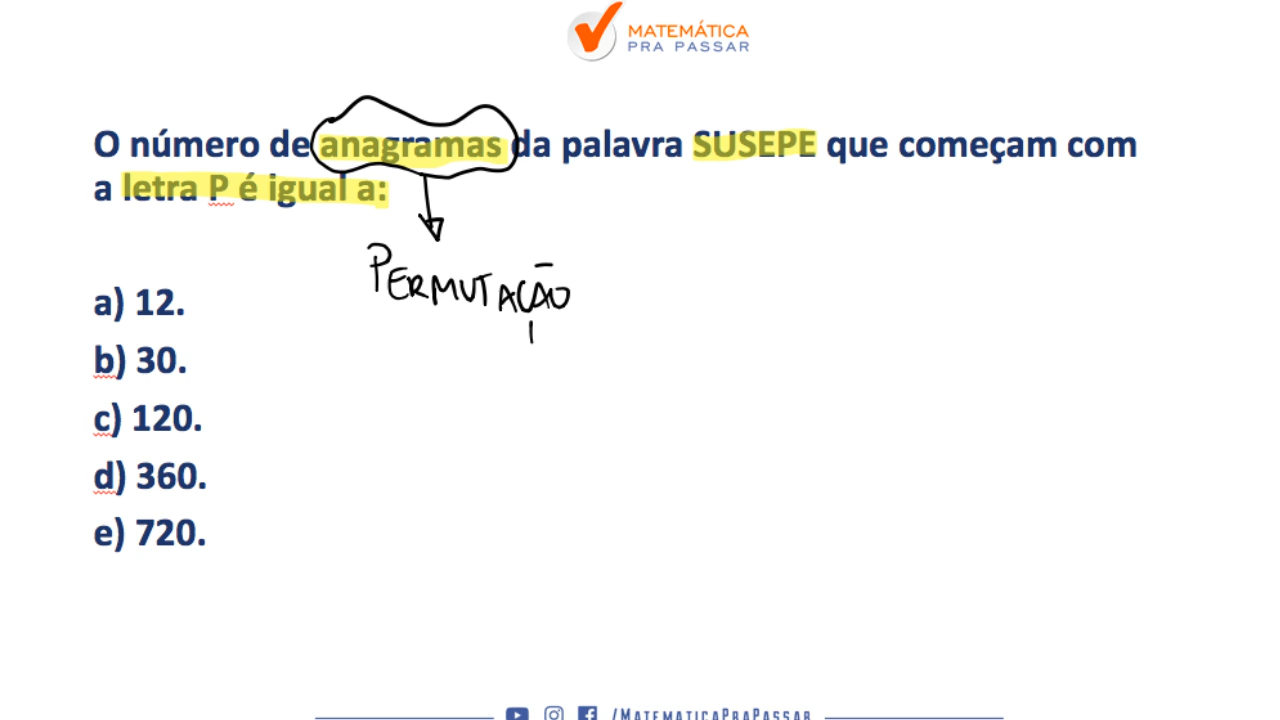 MATEMÁTICA
PRA PASSAR
O número de anagramas da palavra SUSEPE que começam com
a letra P é igual a:
PERMUTAÇÃO
a) 12.
b) 30.
c) 120.
d) 360.
e) 720.
/MATEMATICAPRAPASSAR